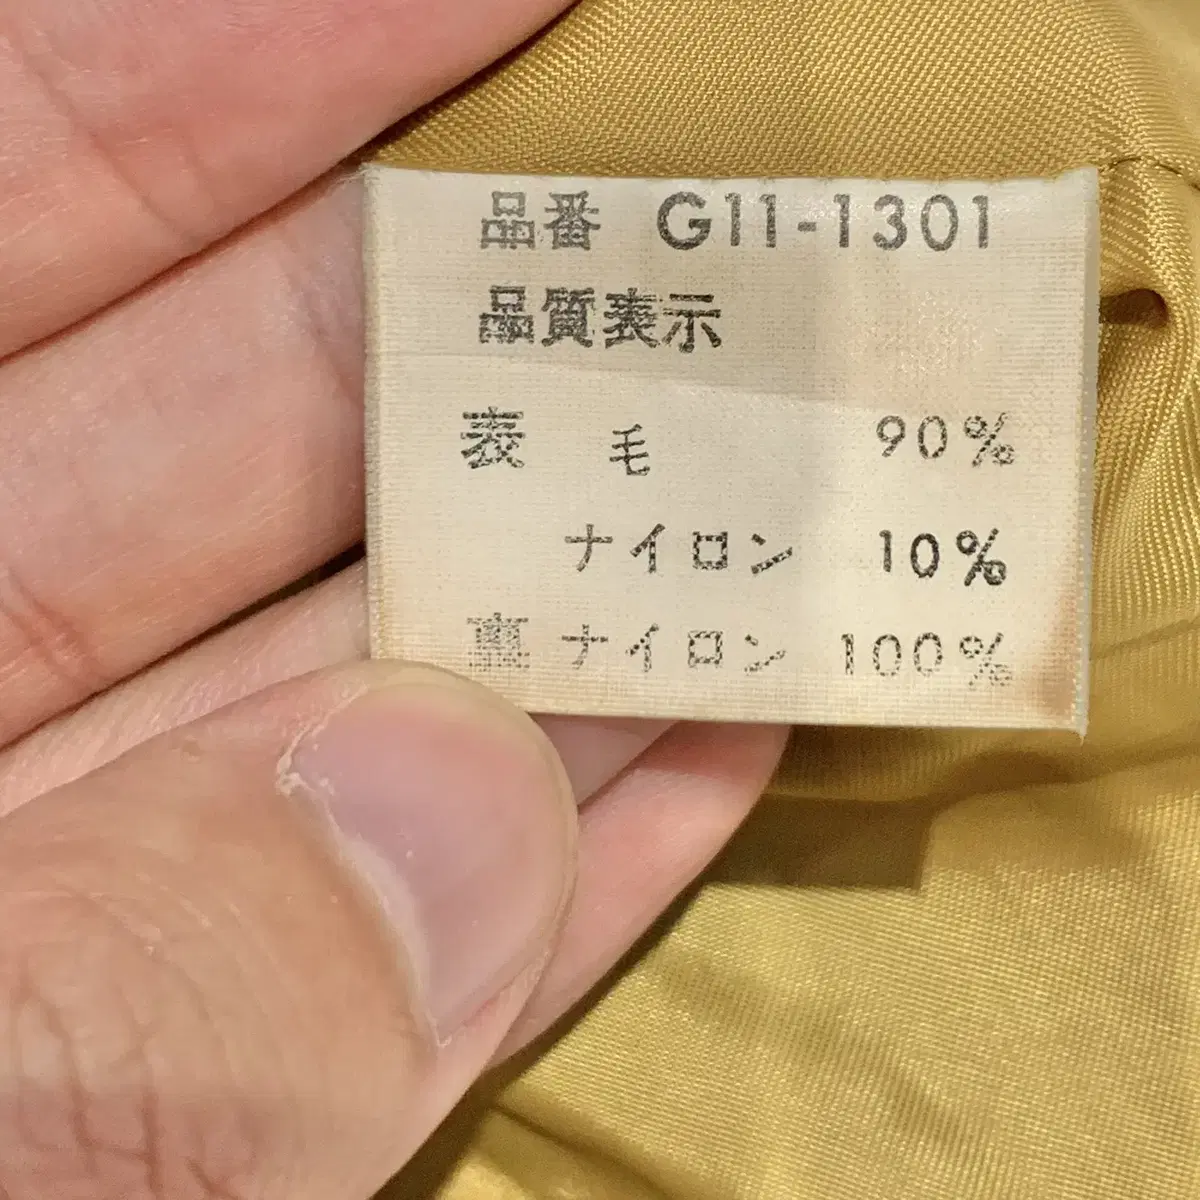 品番 G11-1301
品質表示
表 毛 90%
ナイロン 10%
裏 ナイロン 100%